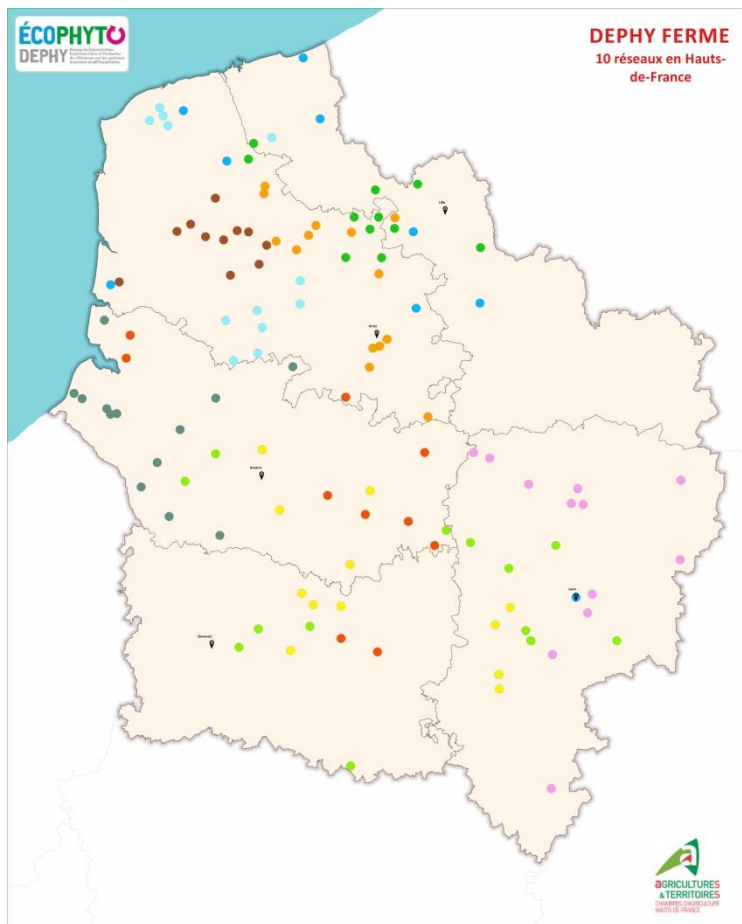 ÉCOPHYTO
DEPHY
DEPHY FERME
10 réseaux en Hauts-
de-France
Lille
Arras
Amiens
Laon
Beauvais
AGRICULTURES
& TERRITOIRES
CHAMBRES D'AGRICULTURE
HAUTS-DE-FRANCE